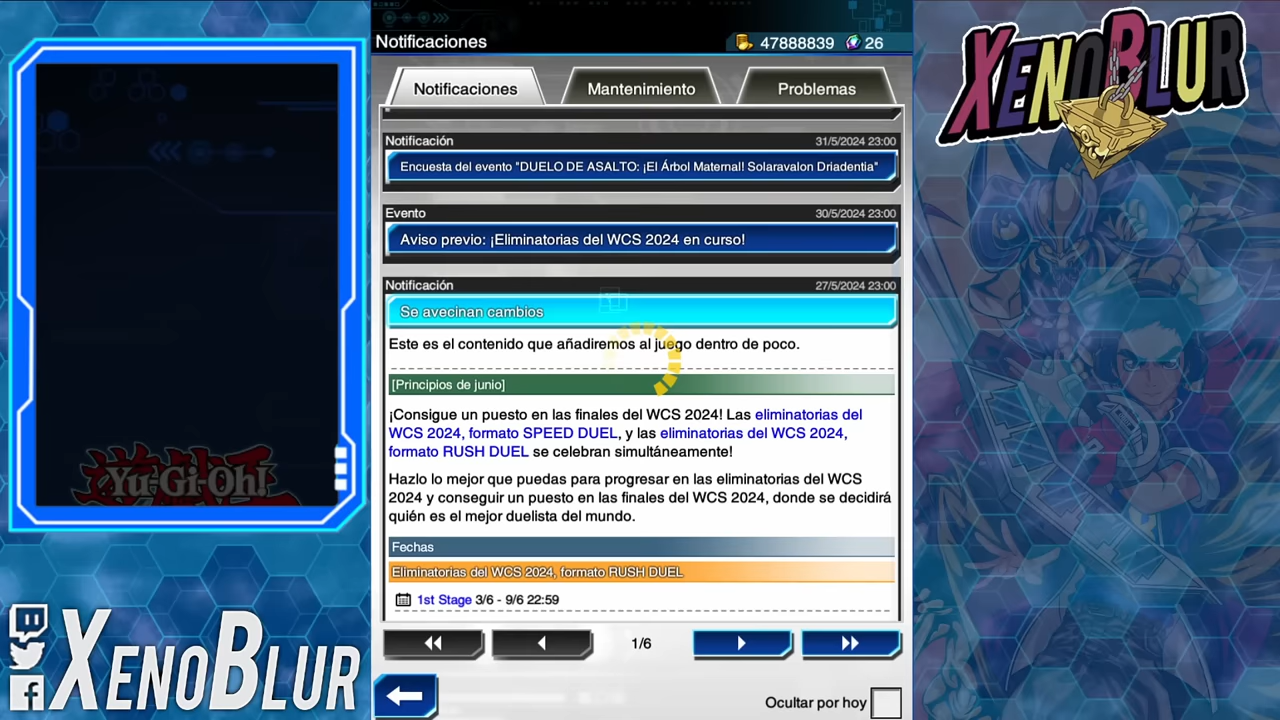 Notificaciones
47888839
26
Notificaciones
Mantenimiento
Problemas
Notificación
31/5/2024 23:00
Encuesta del evento "DUELO DE ASALTO: ¡El Árbol Maternal! Solaravalon Driadentia"
Evento
30/5/2024 23:00
Aviso previo: ¡Eliminatorias del WCS 2024 en curso!
Notificación
27/5/2024 23:00
Se avecinan cambios
Este es el contenido que añadiremos al juego dentro de poco.
[Principios de junio]
¡Consigue un puesto en las finales del WCS 2024! Las eliminatorias del
WCS 2024, formato SPEED DUEL, y las eliminatorias del WCS 2024,
formato RUSH DUEL se celebran simultáneamente!
Hazlo lo mejor que puedas para progresar en las eliminatorias del WCS
2024 y conseguir un puesto en las finales del WCS 2024, donde se decidirá
quién es el mejor duelista del mundo.
Fechas
Eliminatorias del WCS 2024, formato RUSH DUEL
1st Stage 3/6 - 9/6 22:59
1/6
Ocultar por hoy
XENOBLUR
Yu-Gi-Oh!
XENOBLUR